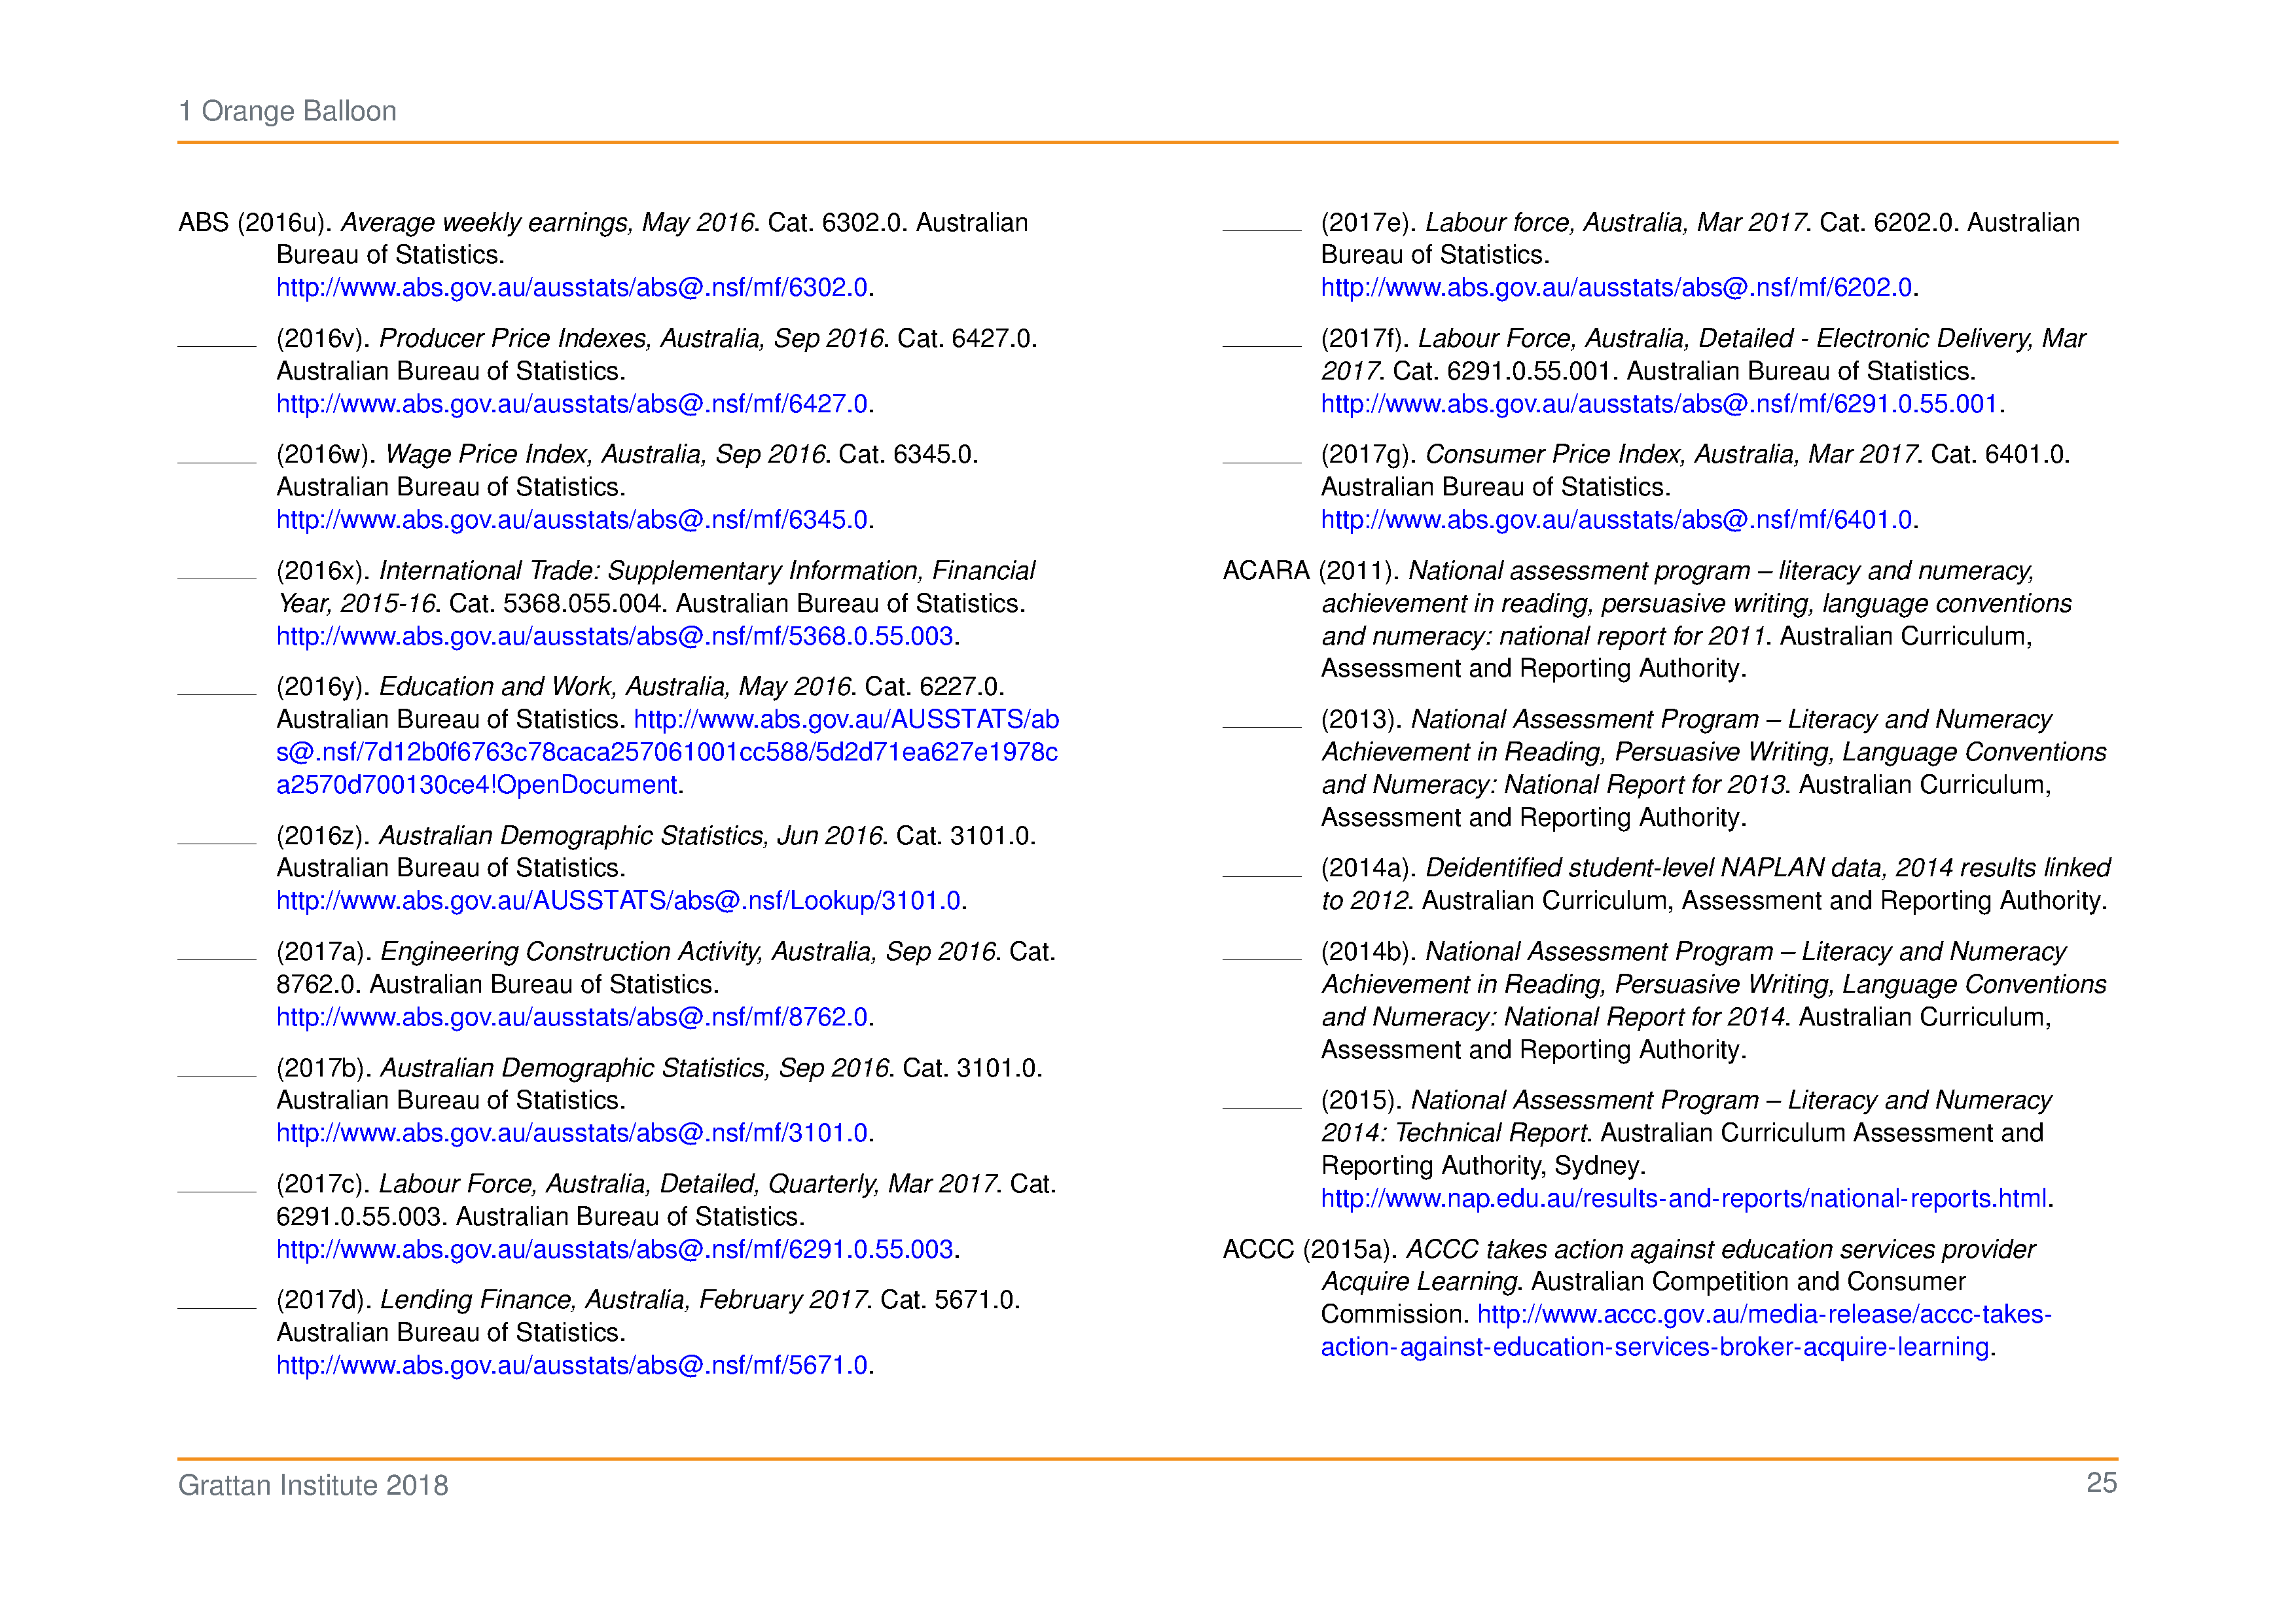 1 Orange Balloon
ABS (2016u). Average weekly earnings, May 2016. Cat. 6302.0. Australian
Bureau of Statistics.
http://www.abs.gov.au/ausstats/abs@.nsf/mf/6302.0.
(2016v). Producer Price Indexes, Australia, Sep 2016. Cat. 6427.0.
Australian Bureau of Statistics.
http://www.abs.gov.au/ausstats/abs@.nsf/mf/6427.0.
(2016w). Wage Price Index, Australia, Sep 2016. Cat. 6345.0.
Australian Bureau of Statistics.
http://www.abs.gov.au/ausstats/abs@.nsf/mf/6345.0.
(2016x). International Trade: Supplementary Information, Financial
Year, 2015-16. Cat. 5368.055.004. Australian Bureau of Statistics.
http://www.abs.gov.au/ausstats/abs@.nsf/mf/5368.0.55.003.
(2016y). Education and Work, Australia, May 2016. Cat. 6227.0.
Australian Bureau of Statistics. http://www.abs.gov.au/AUSSTATS/ab
s@.nsf/7d12b0f6763c78caca257061001cc588/5d2d71ea627e1978c
a2570d700130ce4!OpenDocument.
(2016z). Australian Demographic Statistics, Jun 2016. Cat. 3101.0.
Australian Bureau of Statistics.
http://www.abs.gov.au/AUSSTATS/abs@.nsf/Lookup/3101.0.
(2017a). Engineering Construction Activity, Australia, Sep 2016. Cat.
8762.0. Australian Bureau of Statistics.
http://www.abs.gov.au/ausstats/abs@.nsf/mf/8762.0.
(2017b). Australian Demographic Statistics, Sep 2016. Cat. 3101.0.
Australian Bureau of Statistics.
http://www.abs.gov.au/ausstats/abs@.nsf/mf/3101.0.
(2017c). Labour Force, Australia, Detailed, Quarterly, Mar 2017. Cat.
6291.0.55.003. Australian Bureau of Statistics.
http://www.abs.gov.au/ausstats/abs@.nsf/mf/6291.0.55.003.
(2017d). Lending Finance, Australia, February 2017. Cat. 5671.0.
Australian Bureau of Statistics.
http://www.abs.gov.au/ausstats/abs@.nsf/mf/5671.0.
(2017e). Labour force, Australia, Mar 2017. Cat. 6202.0. Australian
Bureau of Statistics.
http://www.abs.gov.au/ausstats/abs@.nsf/mf/6202.0.
(2017f). Labour Force, Australia, Detailed - Electronic Delivery, Mar
2017. Cat. 6291.0.55.001. Australian Bureau of Statistics.
http://www.abs.gov.au/ausstats/abs@.nsf/mf/6291.0.55.001.
(2017g). Consumer Price Index, Australia, Mar 2017. Cat. 6401.0.
Australian Bureau of Statistics.
http://www.abs.gov.au/ausstats/abs@.nsf/mf/6401.0.
ACARA (2011). National assessment program – literacy and numeracy,
achievement in reading, persuasive writing, language conventions
and numeracy: national report for 2011. Australian Curriculum,
Assessment and Reporting Authority.
(2013). National Assessment Program – Literacy and Numeracy
Achievement in Reading, Persuasive Writing, Language Conventions
and Numeracy: National Report for 2013. Australian Curriculum,
Assessment and Reporting Authority.
(2014a). Deidentified student-level NAPLAN data, 2014 results linked
to 2012. Australian Curriculum, Assessment and Reporting Authority.
(2014b). National Assessment Program – Literacy and Numeracy
Achievement in Reading, Persuasive Writing, Language Conventions
and Numeracy: National Report for 2014. Australian Curriculum,
Assessment and Reporting Authority.
(2015). National Assessment Program – Literacy and Numeracy
2014: Technical Report. Australian Curriculum Assessment and
Reporting Authority, Sydney.
http://www.nap.edu.au/results-and-reports/national-reports.html.
ACCC (2015a). ACCC takes action against education services provider
Acquire Learning. Australian Competition and Consumer
Commission. http://www.accc.gov.au/media-release/accc-takes-
action-against-education-services-broker-acquire-learning.
Grattan Institute 2018
25